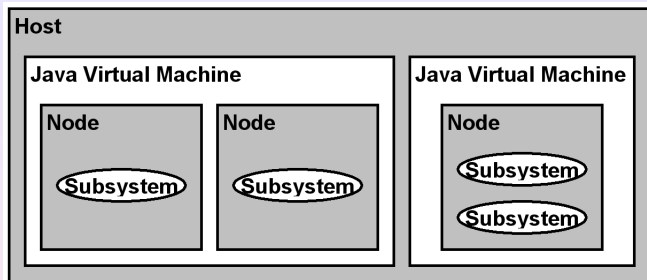 Host
Java Virtual Machine
Java Virtual Machine
Node
Node
Node
Subsystem
Subsystem
Subsystem
Subsystem